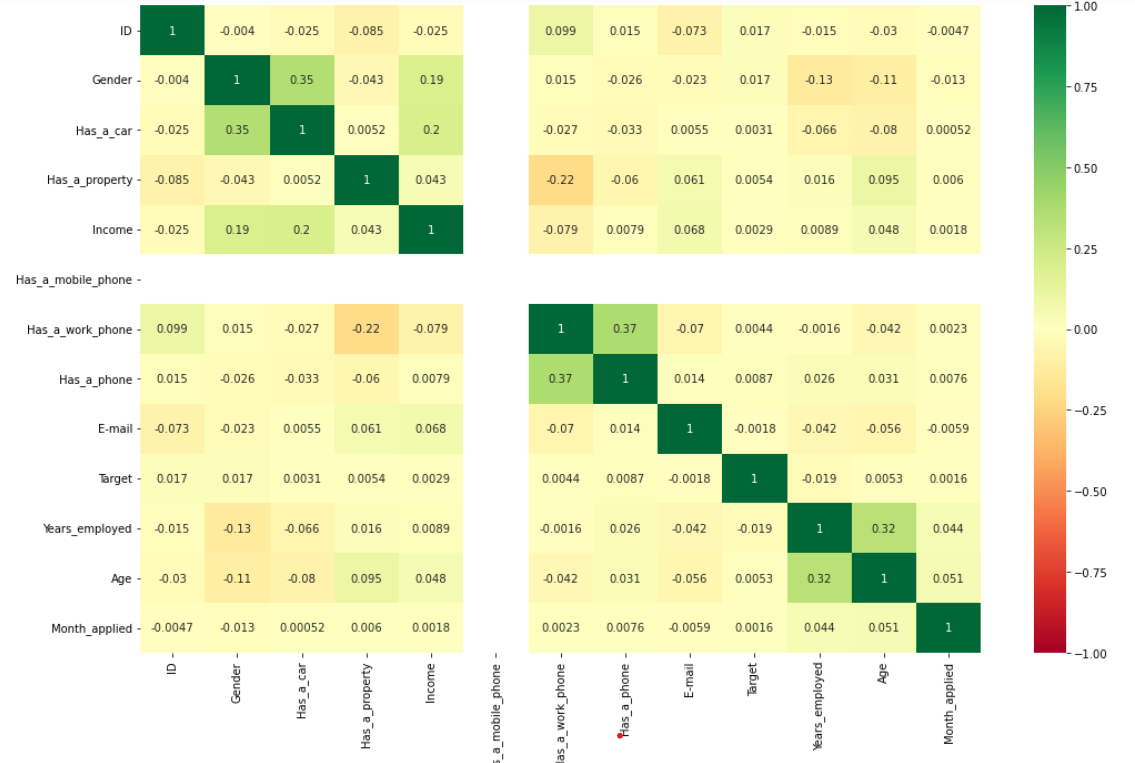 ID 1 -0.004 -0.025 -0.085 -0.025 0.099 0.015 -0.073 0.017 -0.015 -0.03 -0.0047
Gender -0.004 1 0.35 -0.043 0.19 0.015 -0.026 -0.023 0.017 -0.13 -0.11 -0.013
Has_a_car -0.025 0.35 1 0.0052 0.2 -0.027 -0.033 0.0055 0.0031 -0.066 -0.08 0.00052
Has_a_property -0.085 -0.043 0.0052 1 0.043 -0.22 -0.06 0.061 0.0054 0.016 0.095 0.006
Income -0.025 0.19 0.2 0.043 1 -0.079 0.0079 0.068 0.0029 0.0089 0.048 0.0018
Has_a_mobile_phone
Has_a_work_phone 0.099 0.015 -0.027 -0.22 -0.079 1 0.37 -0.07 0.0044 -0.0016 -0.042 0.0023
Has_a_phone 0.015 -0.026 -0.033 -0.06 0.0079 0.37 1 0.014 0.0087 0.026 0.031 0.0076
E-mail -0.073 -0.023 0.0055 0.061 0.068 -0.07 0.014 1 -0.0018 -0.042 -0.056 -0.0059
Target 0.017 0.017 0.0031 0.0054 0.0029 0.0044 0.0087 -0.0018 1 -0.019 0.0053 0.0016
Years_employed -0.015 -0.13 -0.066 0.016 0.0089 -0.0016 0.026 -0.042 -0.019 1 0.32 0.044
Age -0.03 -0.11 -0.08 0.095 0.048 -0.042 0.031 -0.056 0.0053 0.32 1 0.051
Month_applied -0.0047 -0.013 0.00052 0.006 0.0018 0.0023 0.0076 -0.0059 0.0016 0.044 0.051 1
ID
Gender
Has_a_car
Has_a_property
Income
s_a_mobile_phone
as_a_work_phone
Has_a_phone
E-mail
Target
Years_employed
Age
Month_applied
1.00
0.75
0.50
0.25
0.00
−0.25
−0.50
−0.75
−1.00